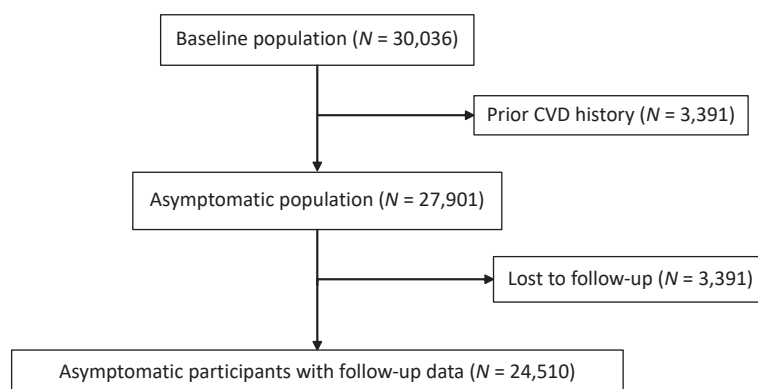 Baseline population (N = 30,036)
Prior CVD history (N = 3,391)
Asymptomatic population (N = 27,901)
Lost to follow-up (N = 3,391)
Asymptomatic participants with follow-up data (N = 24,510)